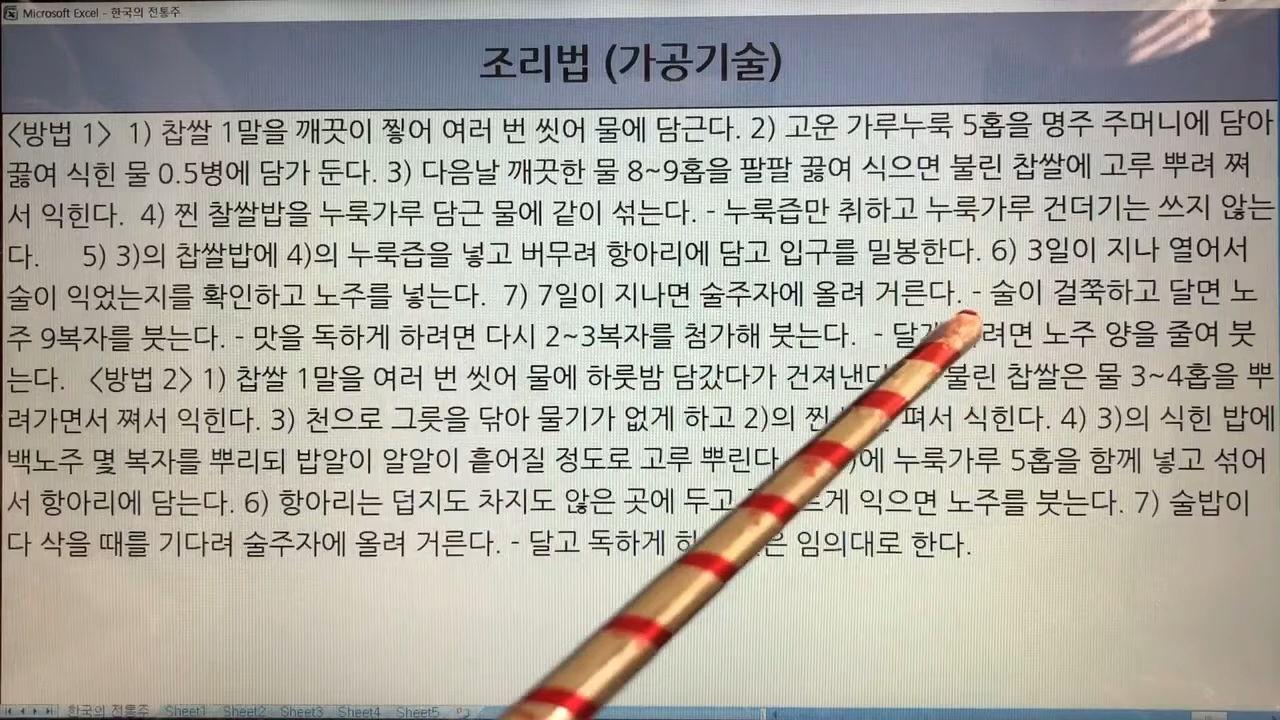 Microsoft Excel - 한국의 전통주
조리법 (가공기술)
〈방법 1〉 1) 찹쌀 1말을 깨끗이 찧어 여러 번 씻어 물에 담근다. 2) 고운 가루누룩 5홉을 명주 주머니에 담아
끓여 식힌 물 0.5병에 담가 둔다. 3) 다음날 깨끗한 물 8~9홉을 팔팔 끓여 식으면 불린 찹쌀에 고루 뿌려 쪄
서 익힌다. 4) 찐 찰쌀밥을 누룩가루 담근 물에 같이 섞는다. - 누룩즙만 취하고 누룩가루 건더기는 쓰지 않는
다. 5) 3)의 찹쌀밥에 4)의 누룩즙을 넣고 버무려 항아리에 담고 입구를 밀봉한다. 6) 3일이 지나 열어서
술이 익었는지를 확인하고 노주를 넣는다. 7) 7일이 지나면 술주자에 올려 거른다. - 술이 걸쭉하고 달면 노
주 9복자를 붓는다. - 맛을 독하게 하려면 다시 2~3복자를 첨가해 붓는다. - 달게 려면 노주 양을 줄여 붓
는다. 〈방법 2〉 1) 찹쌀 1말을 여러 번 씻어 물에 하룻밤 담갔다가 건져낸다 불린 찹쌀은 물 3~4홉을 뿌
려가면서 쪄서 익힌다. 3) 천으로 그릇을 닦아 물기가 없게 하고 2)의 찐 펴서 식힌다. 4) 3)의 식힌 밥에
백노주 몇 복자를 뿌리되 밥알이 알알이 흩어질 정도로 고루 뿌린다 )에 누룩가루 5홉을 함께 넣고 섞어
서 항아리에 담는다. 6) 항아리는 덥지도 차지도 않은 곳에 두고 익으면 노주를 붓는다. 7) 술밥이
다 삭을 때를 기다려 술주자에 올려 거른다. - 달고 독하게 임의대로 한다.
한국의 전통주 Sheet1 Sheet2 Sheet3 Sheet4 Sheet5